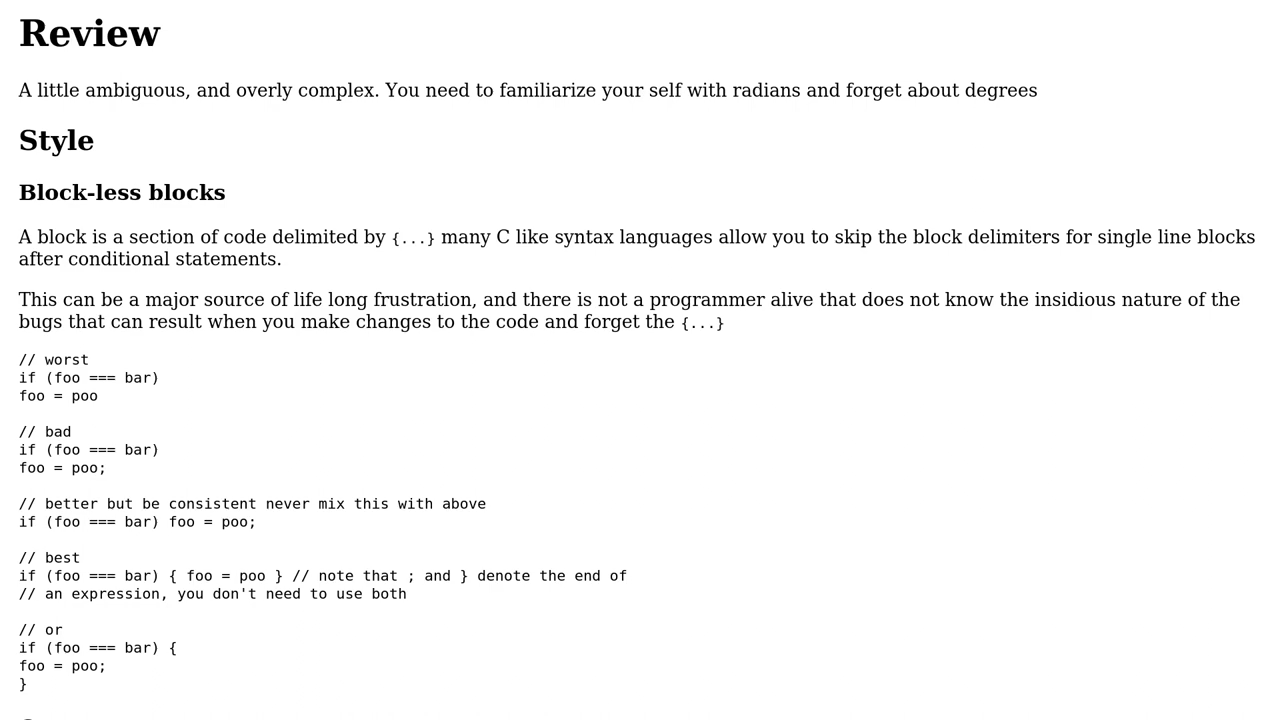 Review
A little ambiguous, and overly complex. You need to familiarize your self with radians and forget about degrees
Style
Block-less blocks
A block is a section of code delimited by {...} many C like syntax languages allow you to skip the block delimiters for single line blocks
after conditional statements.
This can be a major source of life long frustration, and there is not a programmer alive that does not know the insidious nature of the
bugs that can result when you make changes to the code and forget the {...}
// worst
if (foo === bar)
foo = poo
// bad
if (foo === bar)
foo = poo;
// better but be consistent never mix this with above
if (foo === bar) foo = poo;
// best
if (foo === bar) { foo = poo } // note that ; and } denote the end of
// an expression, you don't need to use both
// or
if (foo === bar) {
foo = poo;
}